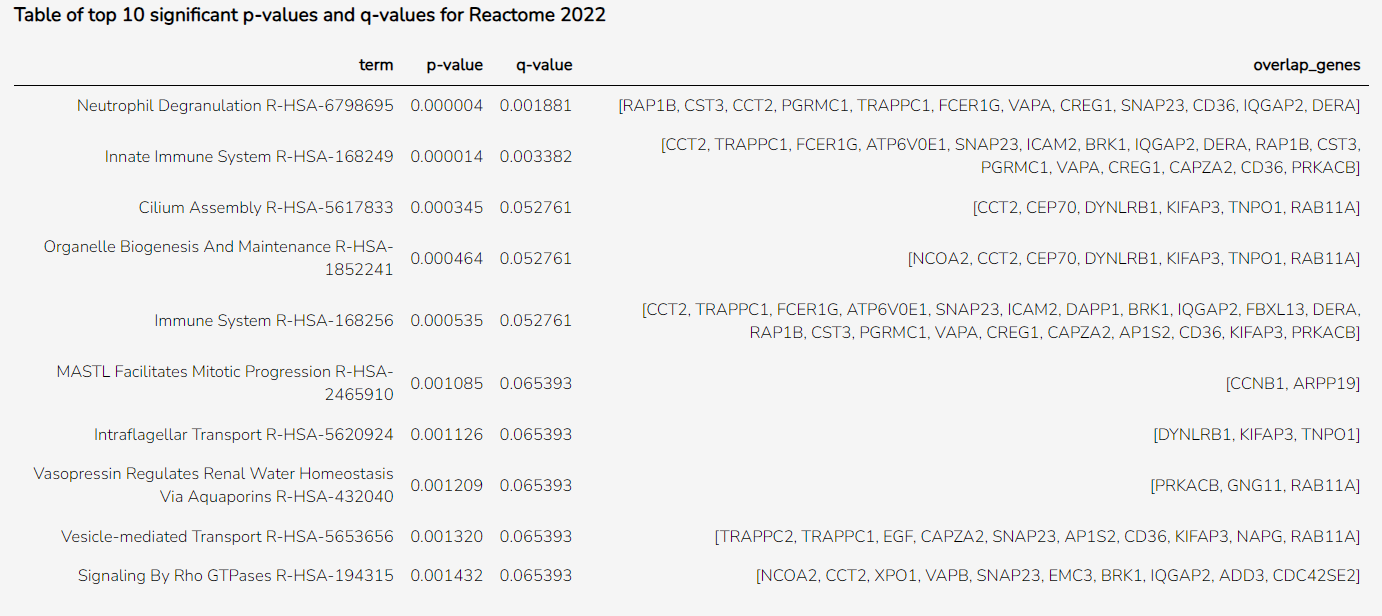 Table of top 10 significant p-values and q-values for Reactome 2022
term p-value q-value overlap_genes
Neutrophil Degranulation R-HSA-6798695 0.000004 0.001881 [RAP1B, CST3, CCT2, PGRMC1, TRAPPC1, FCER1G, VAPA, CREG1, SNAP23, CD36, IQGAP2, DERA]
Innate Immune System R-HSA-168249 0.000014 0.003382 [CCT2, TRAPPC1, FCER1G, ATP6V0E1, SNAP23, ICAM2, BRK1, IQGAP2, DERA, RAP1B, CST3,
PGRMC1, VAPA, CREG1, CAPZA2, CD36, PRKACB]
Cilium Assembly R-HSA-5617833 0.000345 0.052761 [CCT2, CEP70, DYNLRB1, KIFAP3, TNPO1, RAB11A]
Organelle Biogenesis And Maintenance R-HSA-
1852241 0.000464 0.052761 [NCOA2, CCT2, CEP70, DYNLRB1, KIFAP3, TNPO1, RAB11A]
Immune System R-HSA-168256 0.000535 0.052761 [CCT2, TRAPPC1, FCER1G, ATP6V0E1, SNAP23, ICAM2, DAPP1, BRK1, IQGAP2, FBXL13, DERA,
RAP1B, CST3, PGRMC1, VAPA, CREG1, CAPZA2, AP1S2, CD36, KIFAP3, PRKACB]
MASTL Facilitates Mitotic Progression R-HSA-
2465910 0.001085 0.065393 [CCNB1, ARPP19]
Intraflagellar Transport R-HSA-5620924 0.001126 0.065393 [DYNLRB1, KIFAP3, TNPO1]
Vasopressin Regulates Renal Water Homeostasis
Via Aquaporins R-HSA-432040 0.001209 0.065393 [PRKACB, GNG11, RAB11A]
Vesicle-mediated Transport R-HSA-5653656 0.001320 0.065393 [TRAPPC2, TRAPPC1, EGF, CAPZA2, SNAP23, AP1S2, CD36, KIFAP3, NAPG, RAB11A]
Signaling By Rho GTPases R-HSA-194315 0.001432 0.065393 [NCOA2, CCT2, XPO1, VAPB, SNAP23, EMC3, BRK1, IQGAP2, ADD3, CDC42SE2]